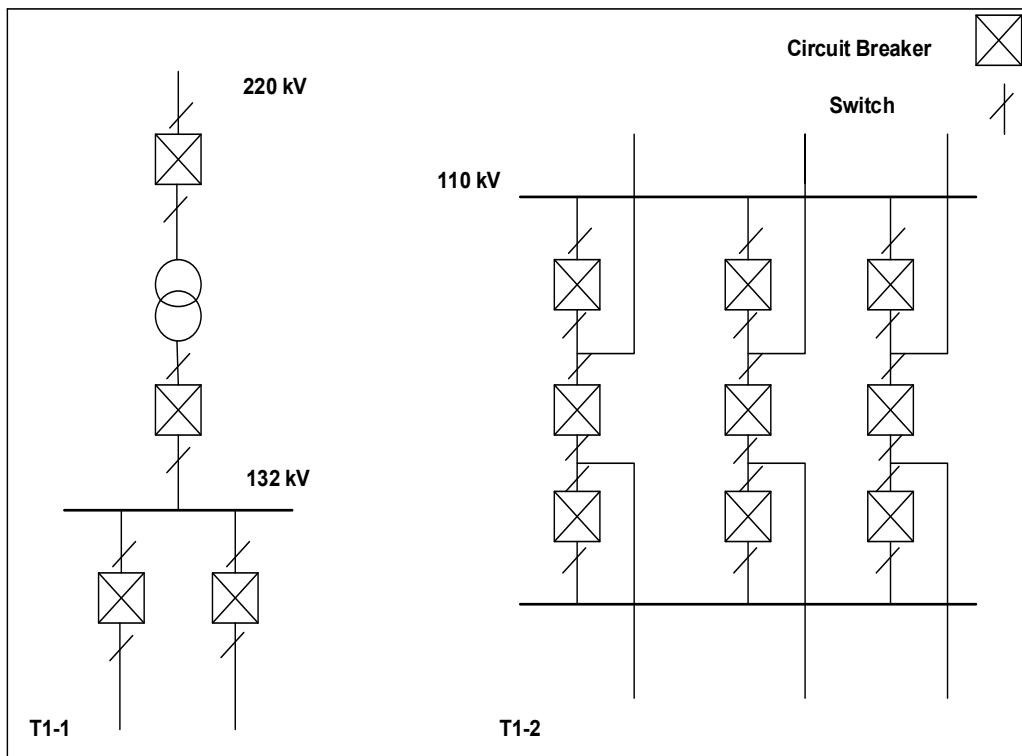 Circuit Breaker
220 kV
Switch
110 kV
132 kV
T1-1
T1-2